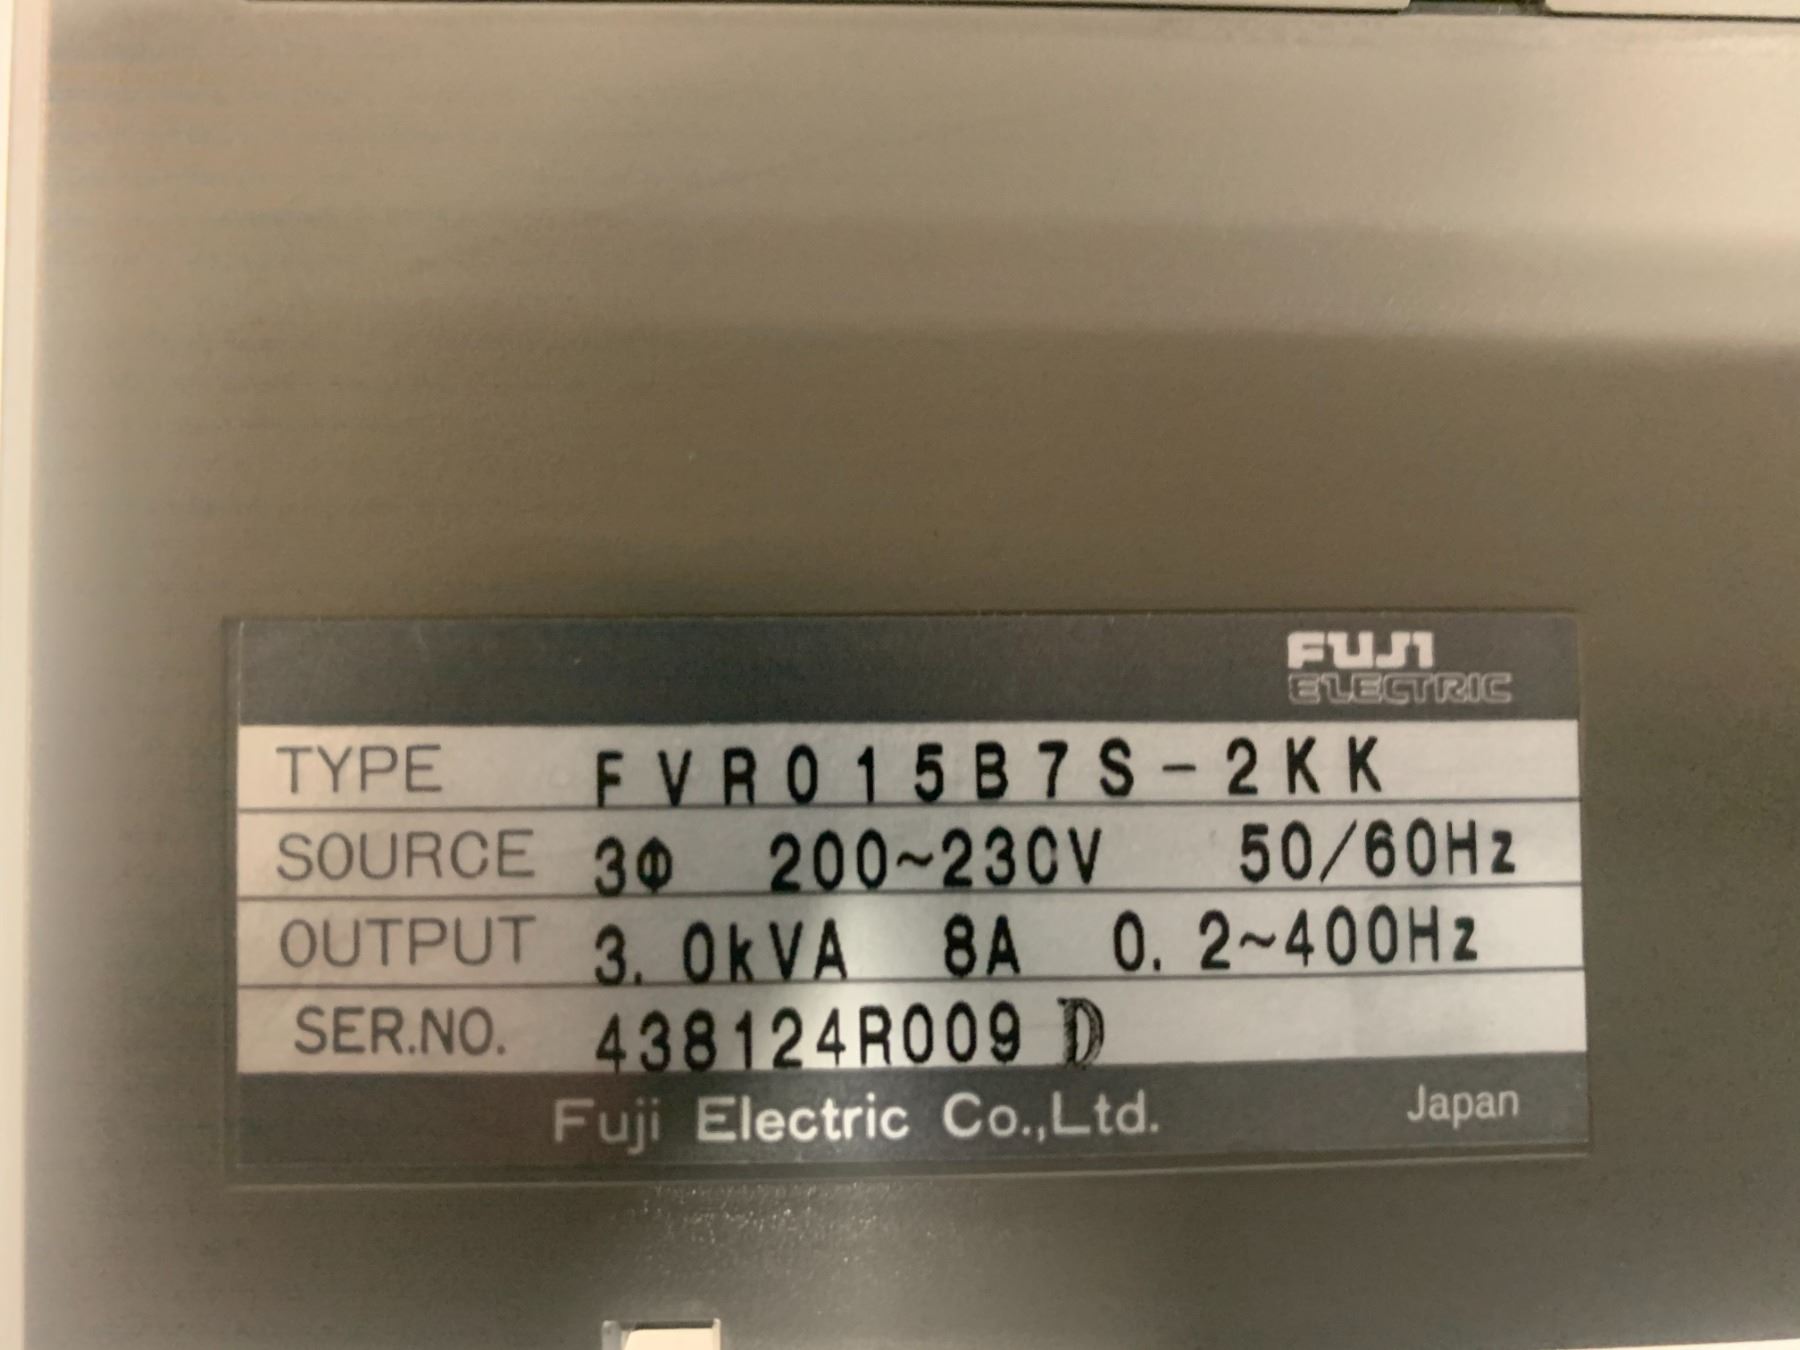 FUJI
ELECTRIC
TYPE FVR015B7S-2KK
SOURCE 3Φ 200~230V 50/60Hz
OUTPUT 3.0kVA 8A 0.2~400Hz
SER.NO. 438124R009 D
Fuji Electric Co.,Ltd. Japan